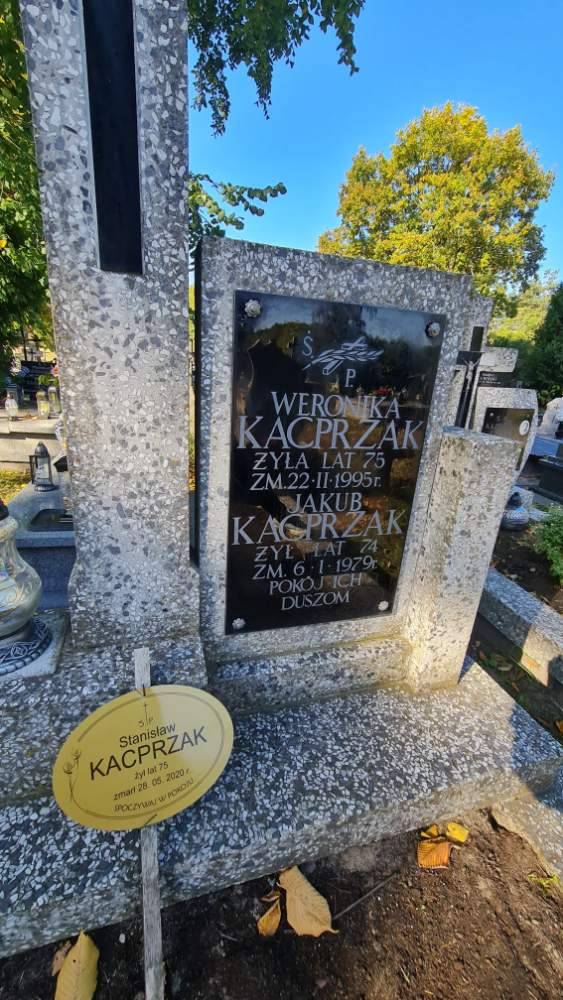 Ś P
WERONIKA
KACPRZAK
ŻYŁA LAT 75
ZM.22·II·1995r.
JAKUB
KACPRZAK
ŻYŁ LAT 74
ZM. 6·I·1979r.
POKÓJ ICH
DUSZOM
Ś P
Stanisław
KACPRZAK
żył lat 75
zmarł 28. 05. 2020 r.
SPOCZYWAJ W POKOJU